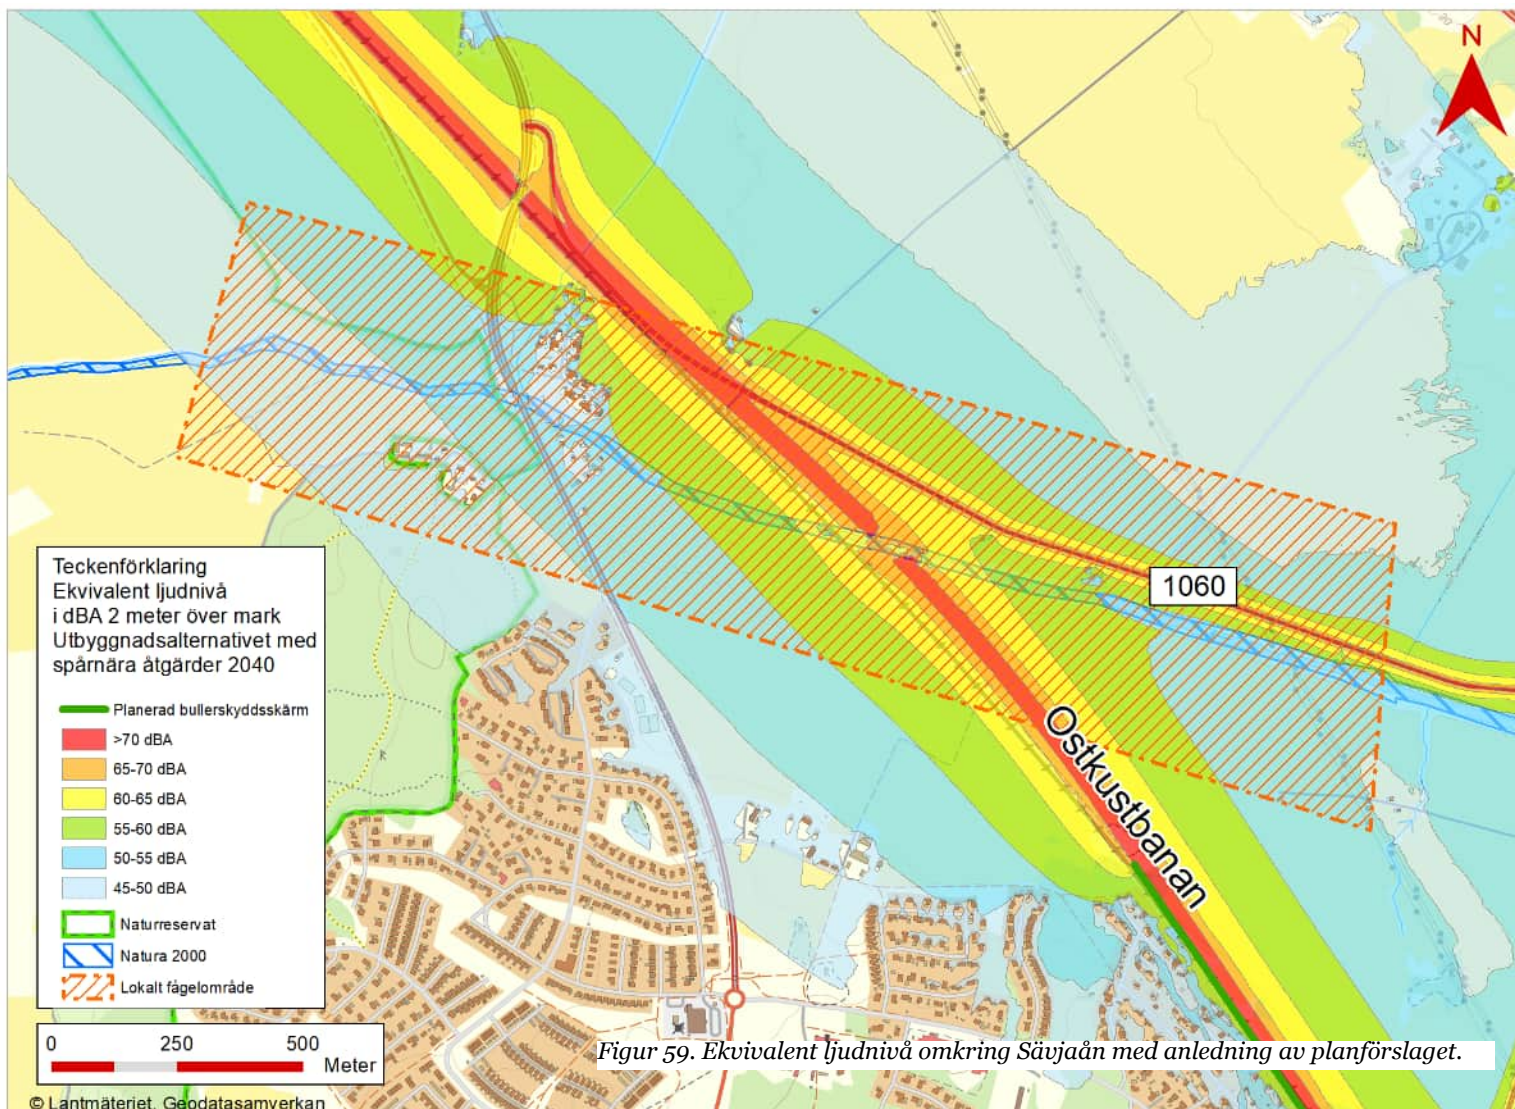 N
1060
Ostkustbanan
Teckenförklaring
Ekvivalent ljudnivå
i dBA 2 meter över mark
Utbyggnadsalternativet med
spårnära åtgärder 2040
Planerad bullerskyddsskärm
>70 dBA
65-70 dBA
60-65 dBA
55-60 dBA
50-55 dBA
45-50 dBA
Naturreservat
Natura 2000
Lokalt fågelområde
0 250 500
Meter
Figur 59. Ekvivalent ljudnivå omkring Sävjaån med anledning av planförslaget.
© Lantmäteriet, Geodatasamverkan